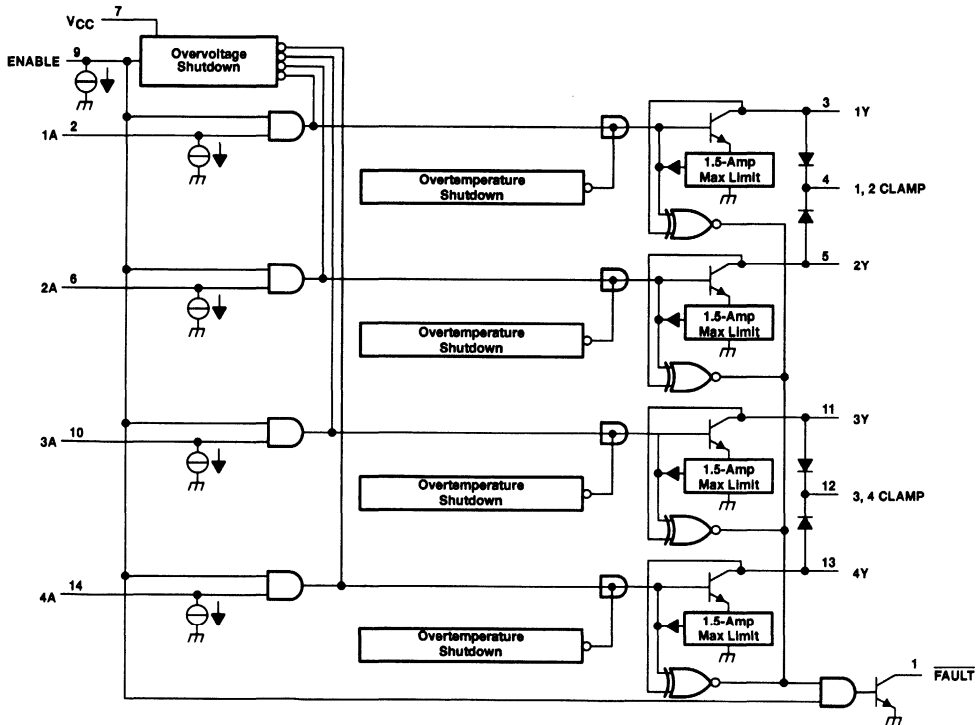 VCC
7
ENABLE
9
Overvoltage
Shutdown
1A
2
Overtemperature
Shutdown
1.5-Amp
Max Limit
3
1Y
4
1, 2 CLAMP
2A
6
Overtemperature
Shutdown
1.5-Amp
Max Limit
5
2Y
3A
10
Overtemperature
Shutdown
1.5-Amp
Max Limit
11
3Y
12
3, 4 CLAMP
4A
14
Overtemperature
Shutdown
1.5-Amp
Max Limit
13
4Y
1
FAULT